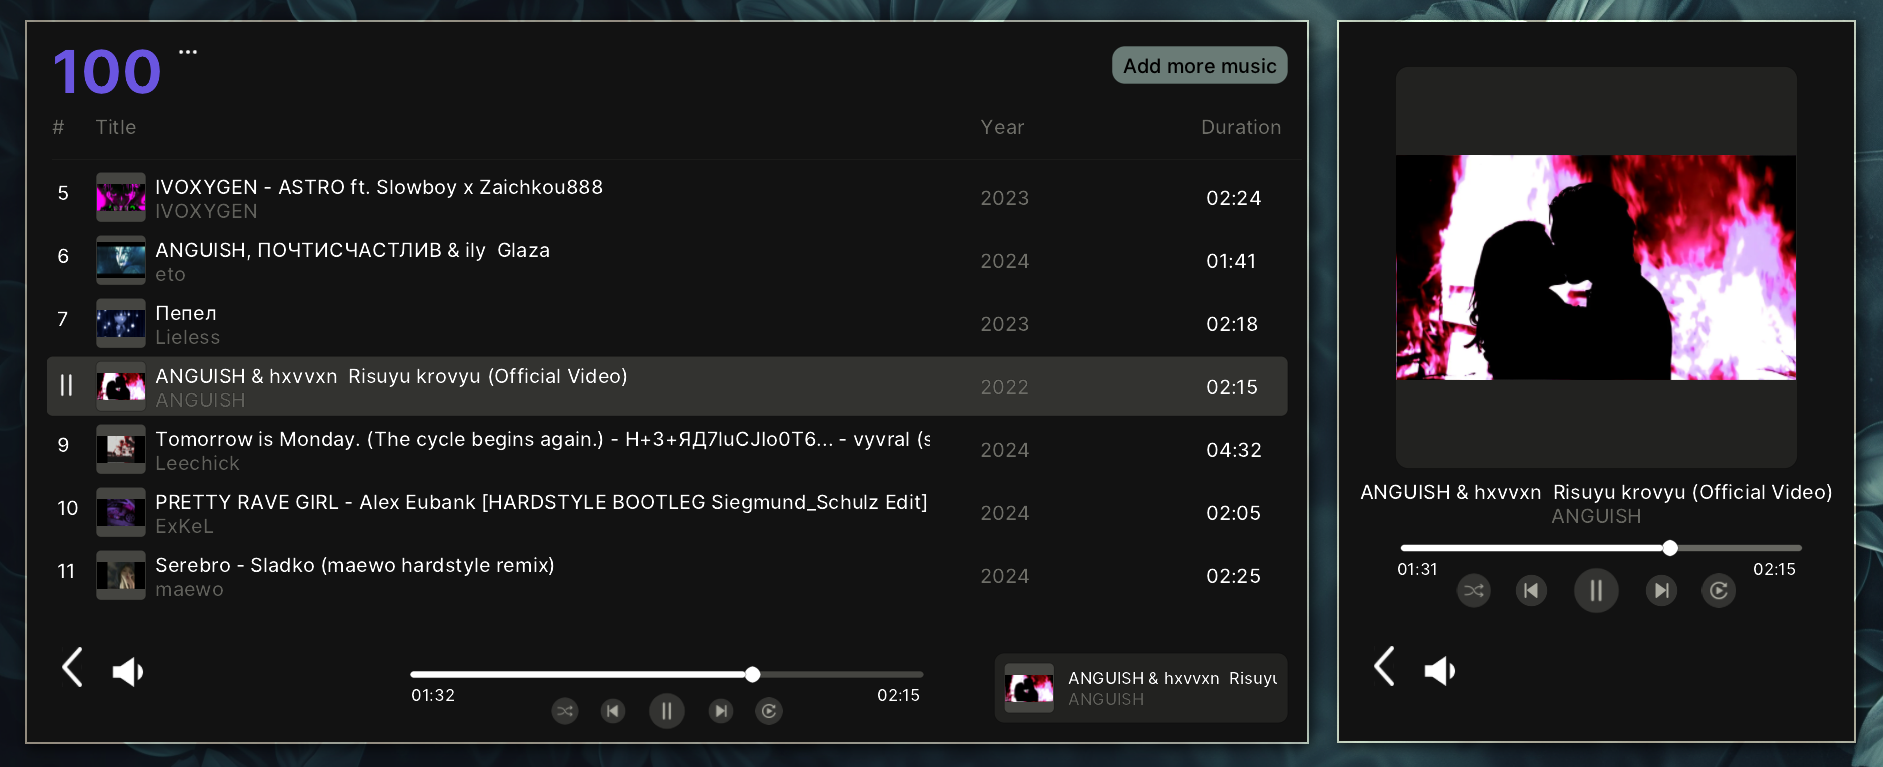 100 ...
Add more music
# Title Year Duration
5 IVOXYGEN - ASTRO ft. Slowboy x Zaichkou888 2023 02:24
IVOXYGEN
6 ANGUISH, ПОЧТИСЧАСТЛИВ & ily  Glaza 2024 01:41
eto
7 Пепел 2023 02:18
Lieless
ANGUISH & hxvvxn  Risuyu krovyu (Official Video) 2022 02:15
ANGUISH
9 Tomorrow is Monday. (The cycle begins again.) - H+3+ЯД7luCJIo0T6... - vyvral (s 2024 04:32
Leechick
10 PRETTY RAVE GIRL - Alex Eubank [HARDSTYLE BOOTLEG Siegmund_Schulz Edit] 2024 02:05
ExKeL
11 Serebro - Sladko (maewo hardstyle remix) 2024 02:25
maewo
01:32 02:15
ANGUISH & hxvvxn  Risuyu
ANGUISH
ANGUISH & hxvvxn  Risuyu krovyu (Official Video)
ANGUISH
01:31 02:15